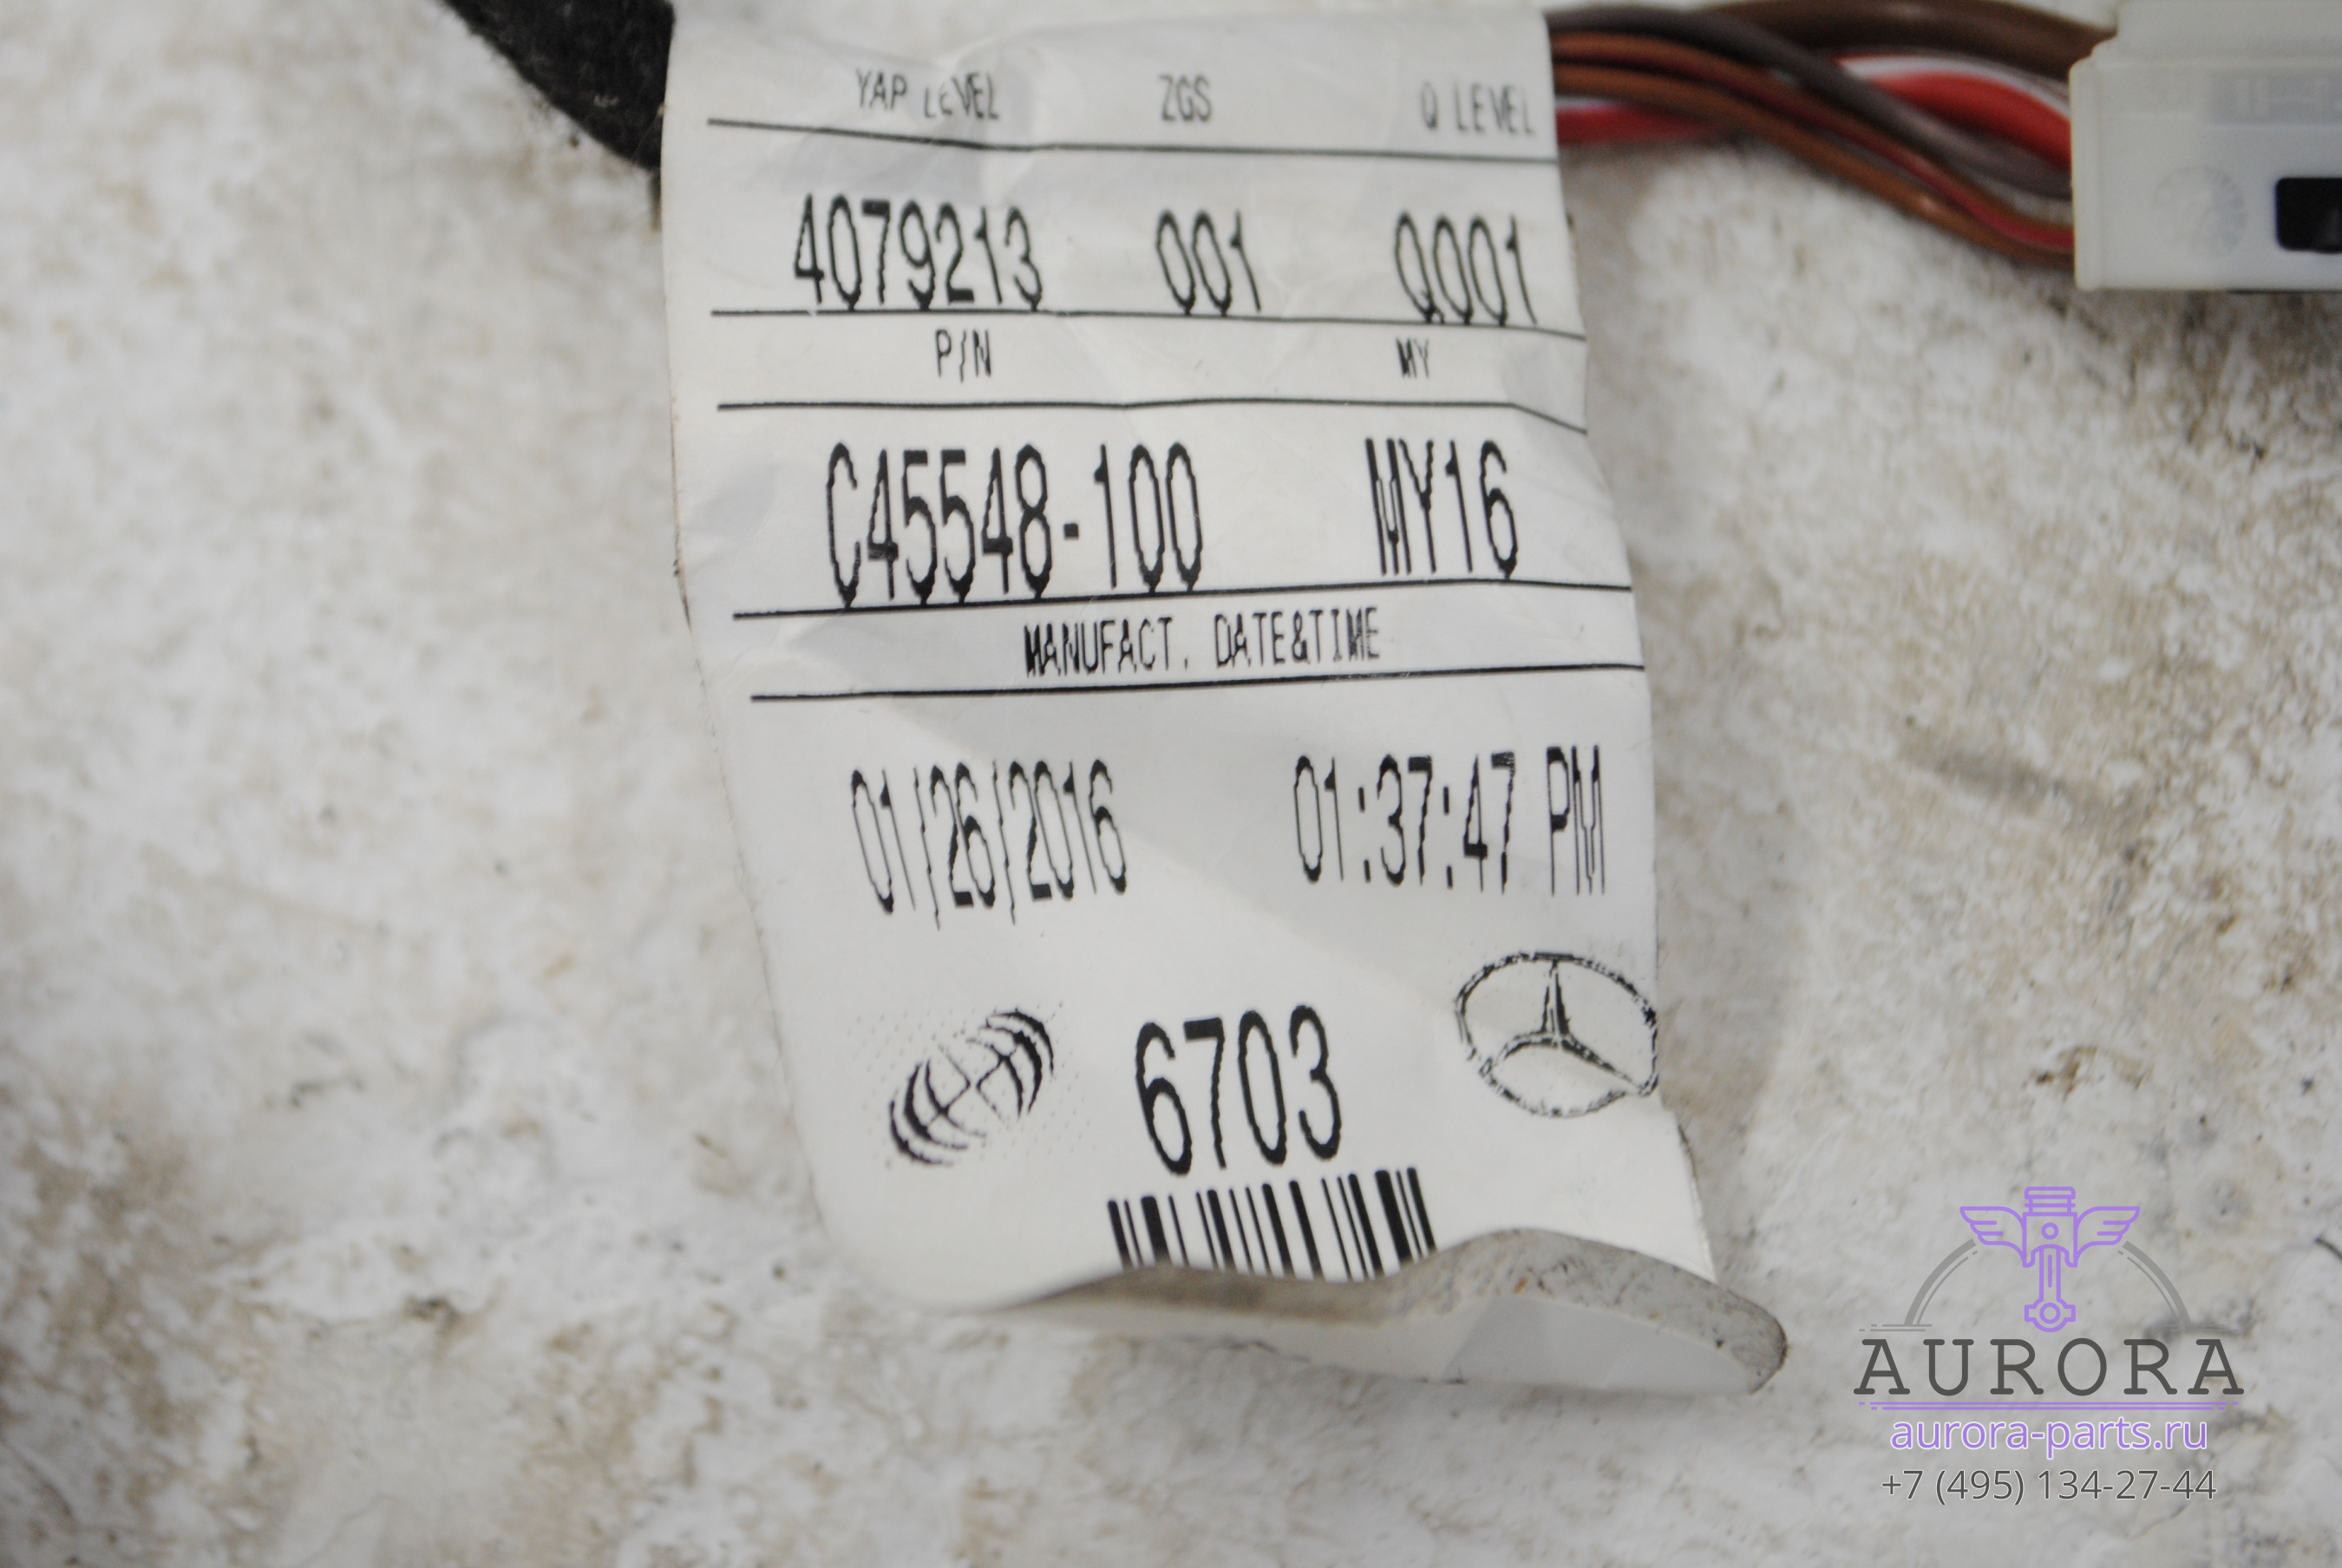 YAP LEVEL ZGS Q LEVEL
4079213 001 Q001
P/N MY
C45548-100 MY16
MANUFACT. DATE&TIME
01/26/2016 01:37:47 PM
6703
AURORA
aurora-parts.ru
+7 (495) 134-27-44